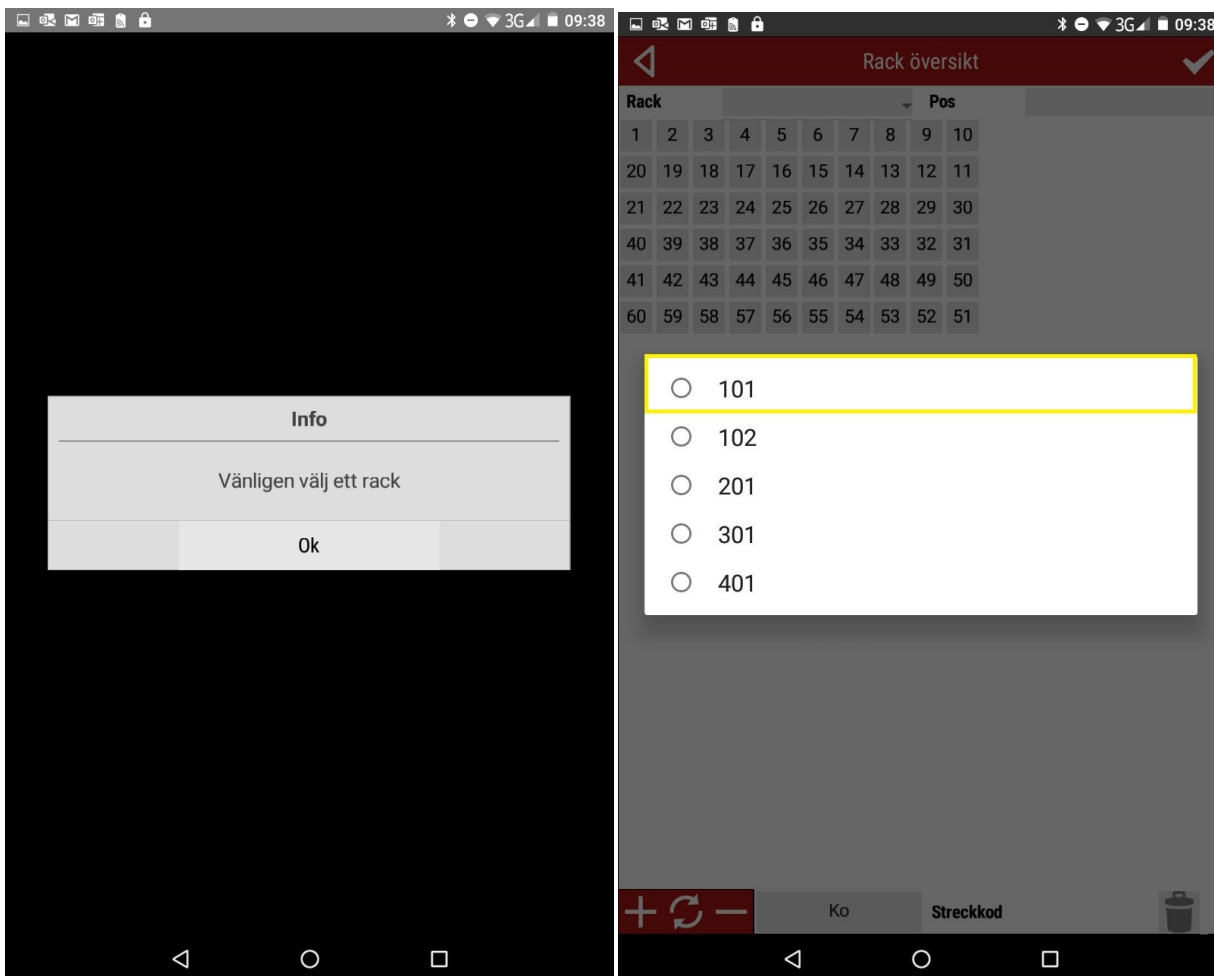 3G 09:38
Info
Vänligen välj ett rack
Ok
3G 09:38
Rack översikt
Rack Pos
1 2 3 4 5 6 7 8 9 10
20 19 18 17 16 15 14 13 12 11
21 22 23 24 25 26 27 28 29 30
40 39 38 37 36 35 34 33 32 31
41 42 43 44 45 46 47 48 49 50
60 59 58 57 56 55 54 53 52 51
101
102
201
301
401
Ko Streckkod